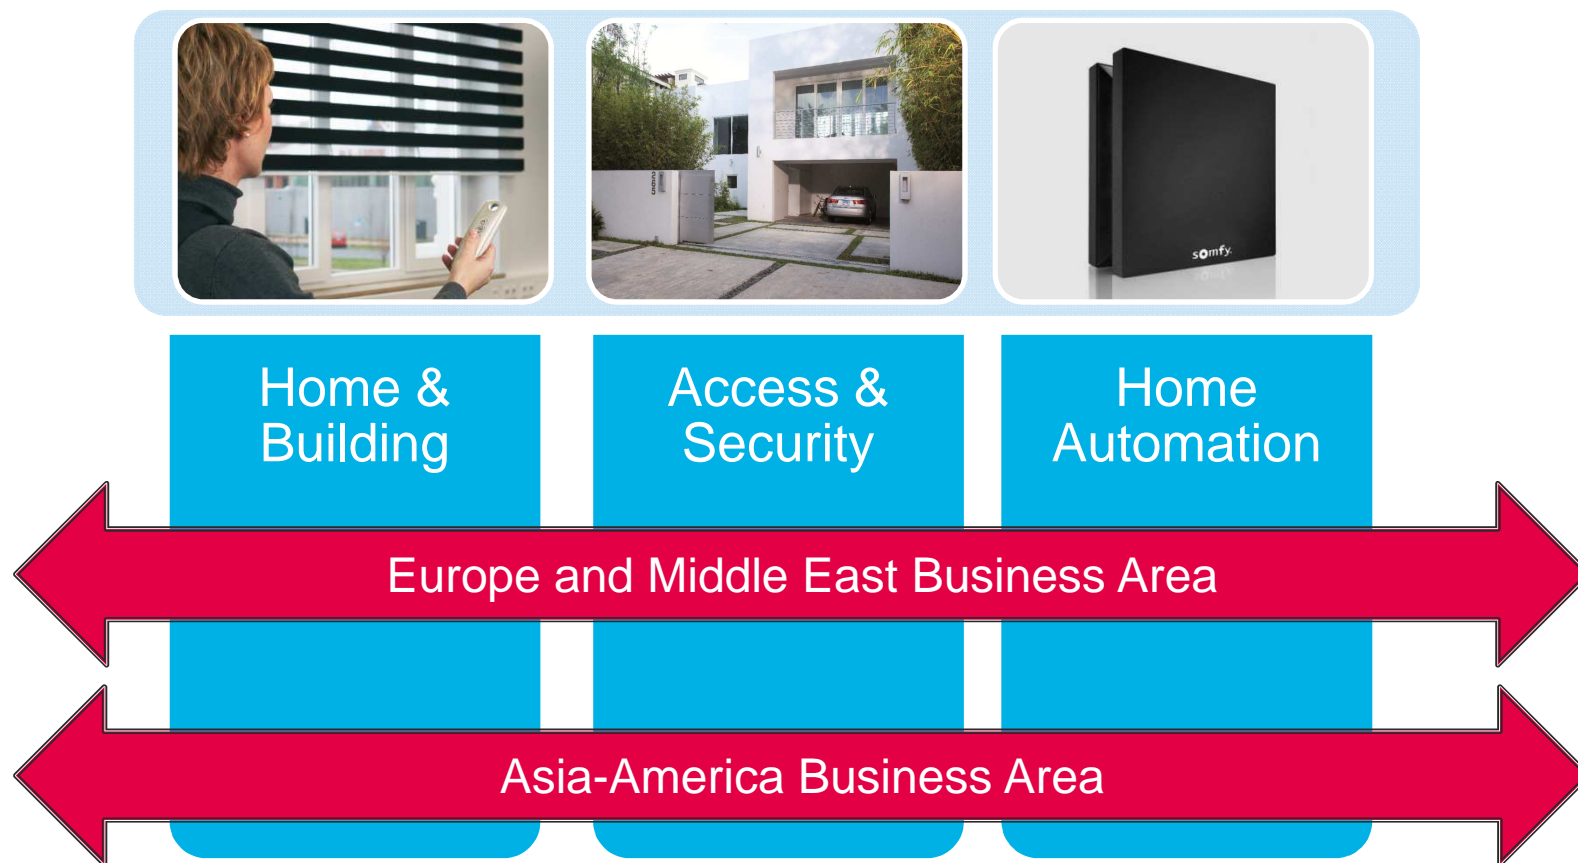 somfy.
Home &
Building
Access &
Security
Home
Automation
Europe and Middle East Business Area
Asia-America Business Area